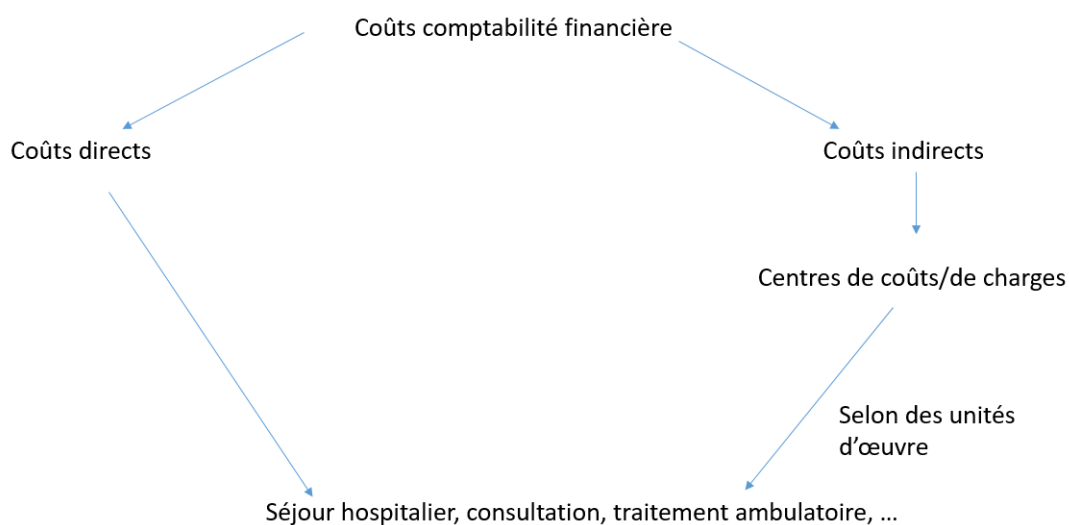 Coûts comptabilité financière
Coûts directs
Coûts indirects
Centres de coûts/de charges
Selon des unités
d’œuvre
Séjour hospitalier, consultation, traitement ambulatoire, …